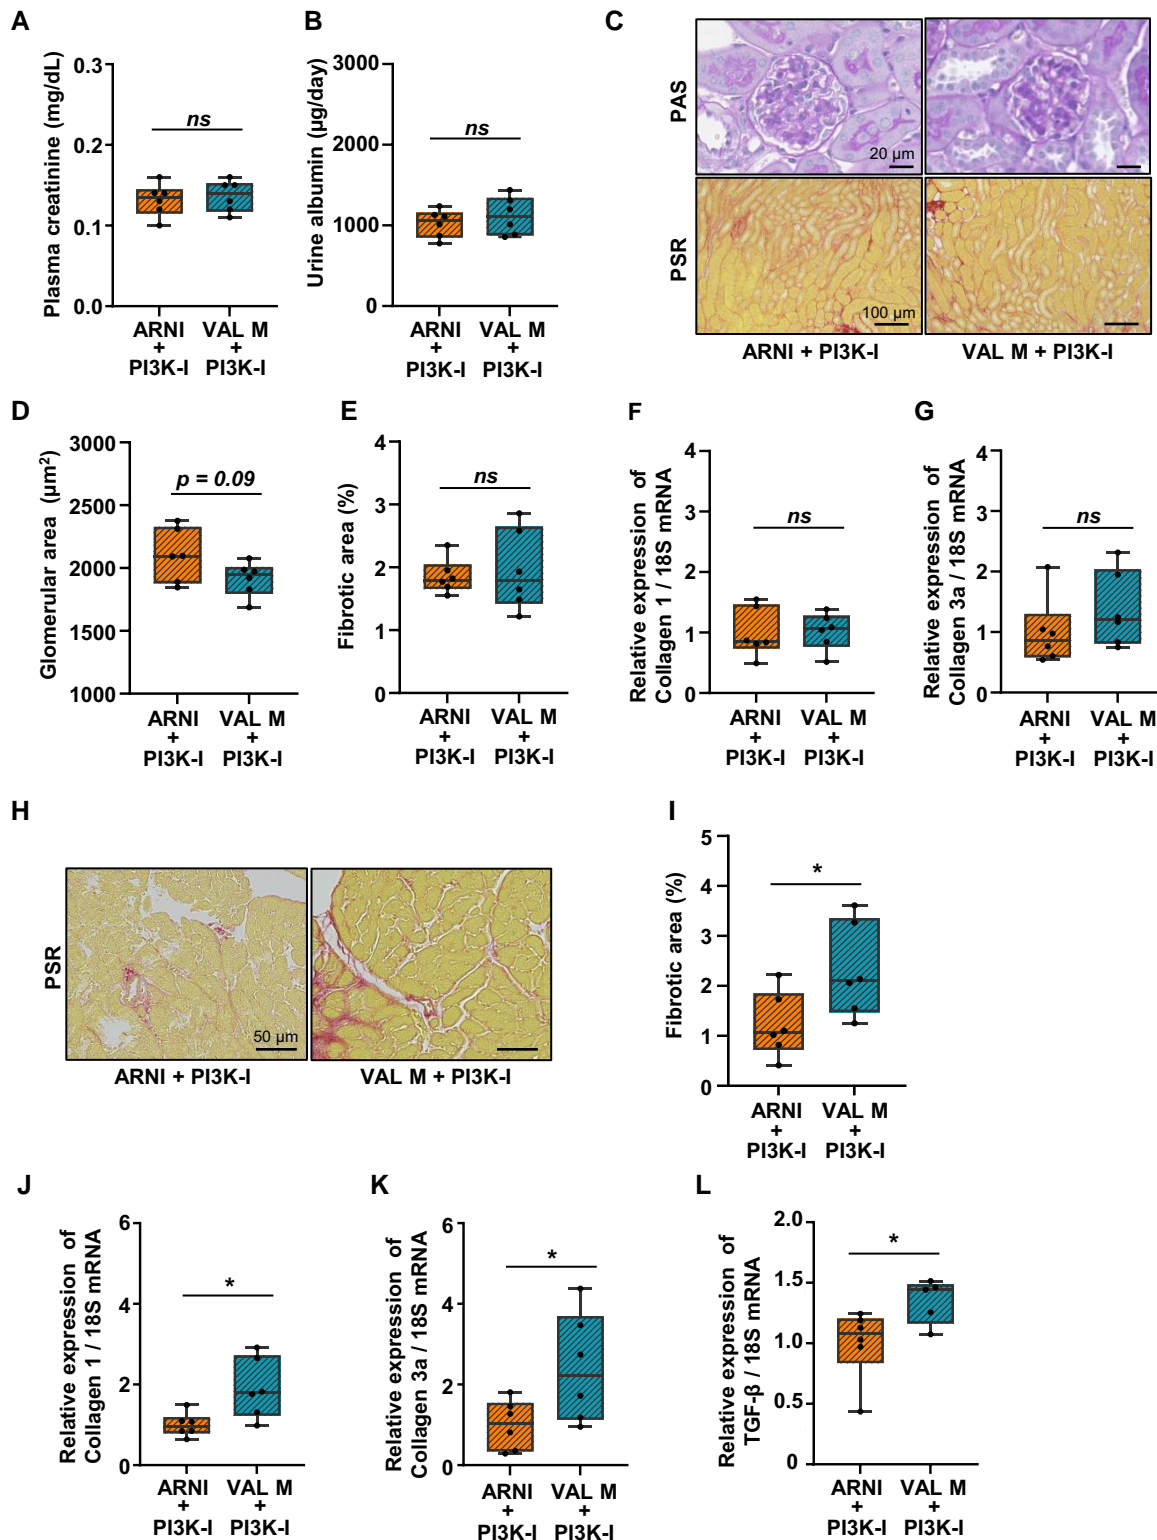 A
Plasma creatinine (mg/dL)
0.3
0.2
0.1
0.0
ns
ARNI
+
PI3K-I
VAL M
+
PI3K-I
B
Urine albumin (µg/day)
3000
2000
1000
0
ns
ARNI
+
PI3K-I
VAL M
+
PI3K-I
C
PAS
20 µm
PSR
100 µm
ARNI + PI3K-I
VAL M + PI3K-I
D
Glomerular area (µm²)
3000
2500
2000
1500
1000
p = 0.09
ARNI
+
PI3K-I
VAL M
+
PI3K-I
E
Fibrotic area (%)
4
3
2
1
0
ns
ARNI
+
PI3K-I
VAL M
+
PI3K-I
F
Relative expression of
Collagen 1 / 18S mRNA
4
3
2
1
0
ns
ARNI
+
PI3K-I
VAL M
+
PI3K-I
G
Relative expression of
Collagen 3a / 18S mRNA
4
3
2
1
0
ns
ARNI
+
PI3K-I
VAL M
+
PI3K-I
H
PSR
50 µm
ARNI + PI3K-I
VAL M + PI3K-I
I
Fibrotic area (%)
5
4
3
2
1
0
*
ARNI
+
PI3K-I
VAL M
+
PI3K-I
J
Relative expression of
Collagen 1 / 18S mRNA
6
4
2
0
*
ARNI
+
PI3K-I
VAL M
+
PI3K-I
K
Relative expression of
Collagen 3a / 18S mRNA
6
4
2
0
*
ARNI
+
PI3K-I
VAL M
+
PI3K-I
L
Relative expression of
TGF-β / 18S mRNA
2.0
1.5
1.0
0.5
0.0
*
ARNI
+
PI3K-I
VAL M
+
PI3K-I